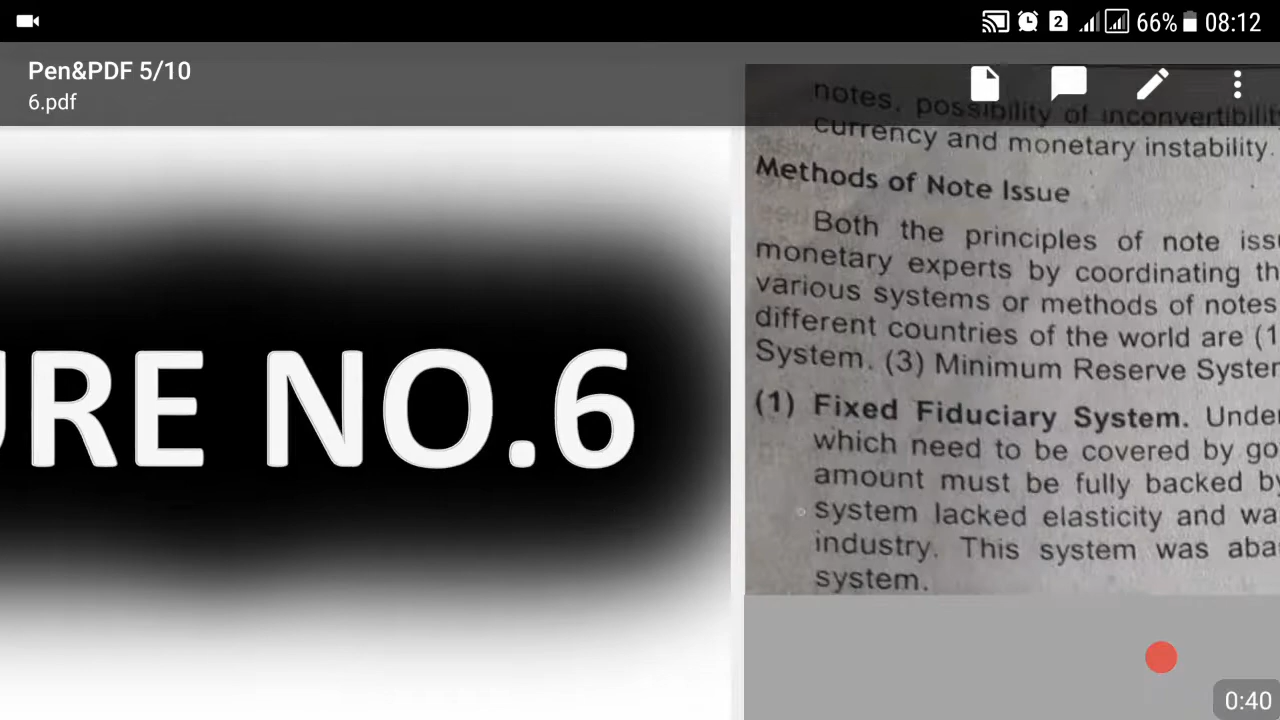 2 66% 08:12
Pen&PDF 5/10
6.pdf
URE NO.6
notes, possibility of inconvertibility
currency and monetary instability.
Methods of Note Issue
Both the principles of note issu
monetary experts by coordinating th
various systems or methods of notes
different countries of the world are (1
System. (3) Minimum Reserve System
(1) Fixed Fiduciary System. Under
which need to be covered by go
amount must be fully backed by
system lacked elasticity and wa
industry. This system was aba
system.
0:40